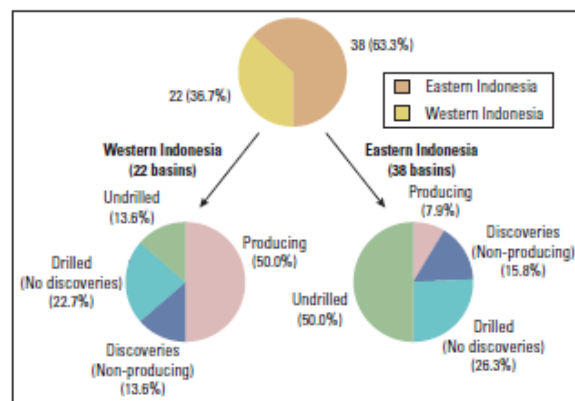 38 (63.3%)
22 (36.7%)
Eastern Indonesia
Western Indonesia
Western Indonesia
(22 basins)
Eastern Indonesia
(38 basins)
Undrilled
(13.6%)
Producing
(50.0%)
Drilled
(No discoveries)
(22.7%)
Discoveries
(Non-producing)
(13.6%)
Producing
(7.9%)
Discoveries
(Non-producing)
(15.8%)
Undrilled
(50.0%)
Drilled
(No discoveries)
(26.3%)